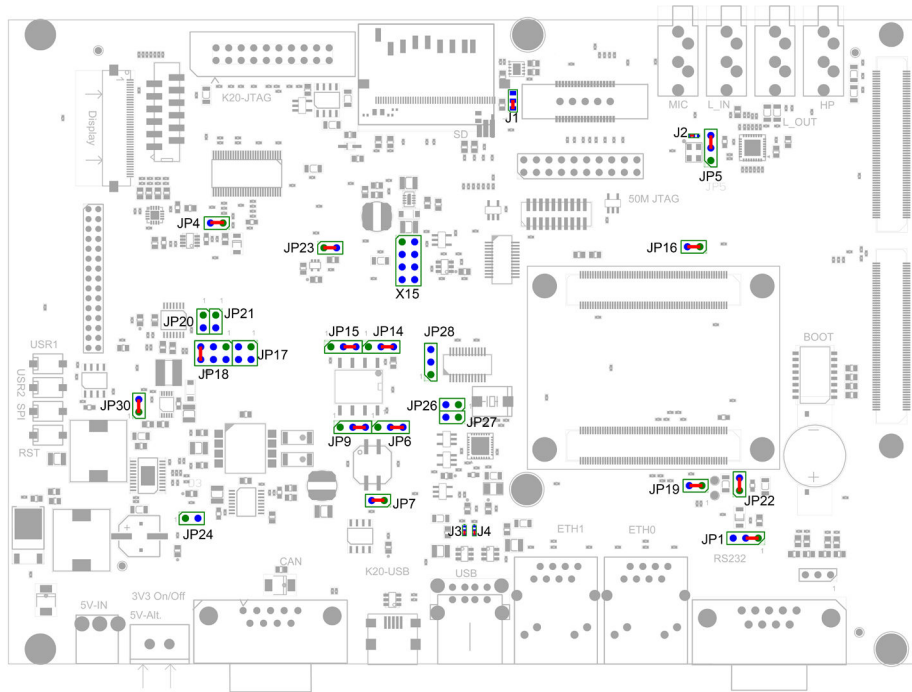 K20-JTAG
Display
SD
J1
MIC
L_IN
L_OUT
HP
J2
JP5
JP5
50M JTAG
JP4
JP23
X15
JP16
JP20
JP21
JP15
JP14
JP28
JP17
JP18
USR1
USR2
SPI
RST
JP30
BOOT
JP26
JP27
JP9
JP6
JP7
JP19
JP22
JP24
J3
J4
JP1
RS232
ETH1
ETH0
CAN
K20-USB
USB
5V-IN
3V3 On/Off
5V-Alt.